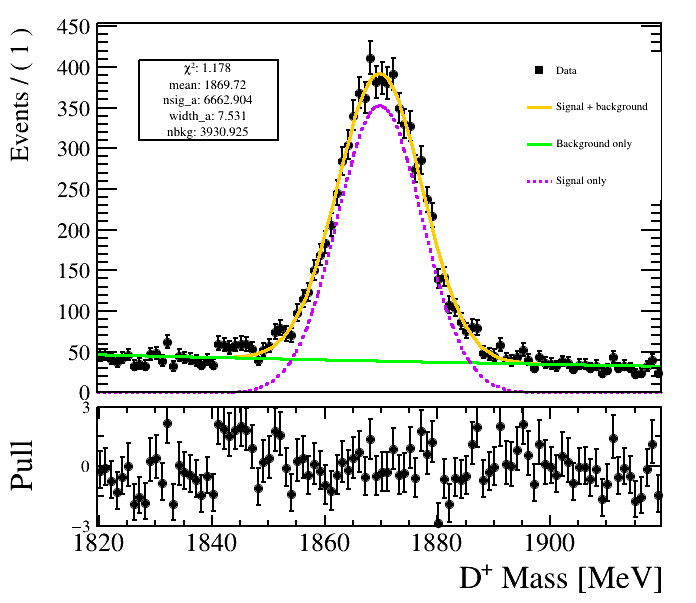 Events / ( 1 )
450
400
350
300
250
200
150
100
50
0
χ²: 1.178
mean: 1869.72
nsig_a: 6662.904
width_a: 7.531
nbkg: 3930.925
Data
Signal + background
Background only
Signal only
Pull
3
0
−3
1820 1840 1860 1880 1900
D⁺ Mass [MeV]